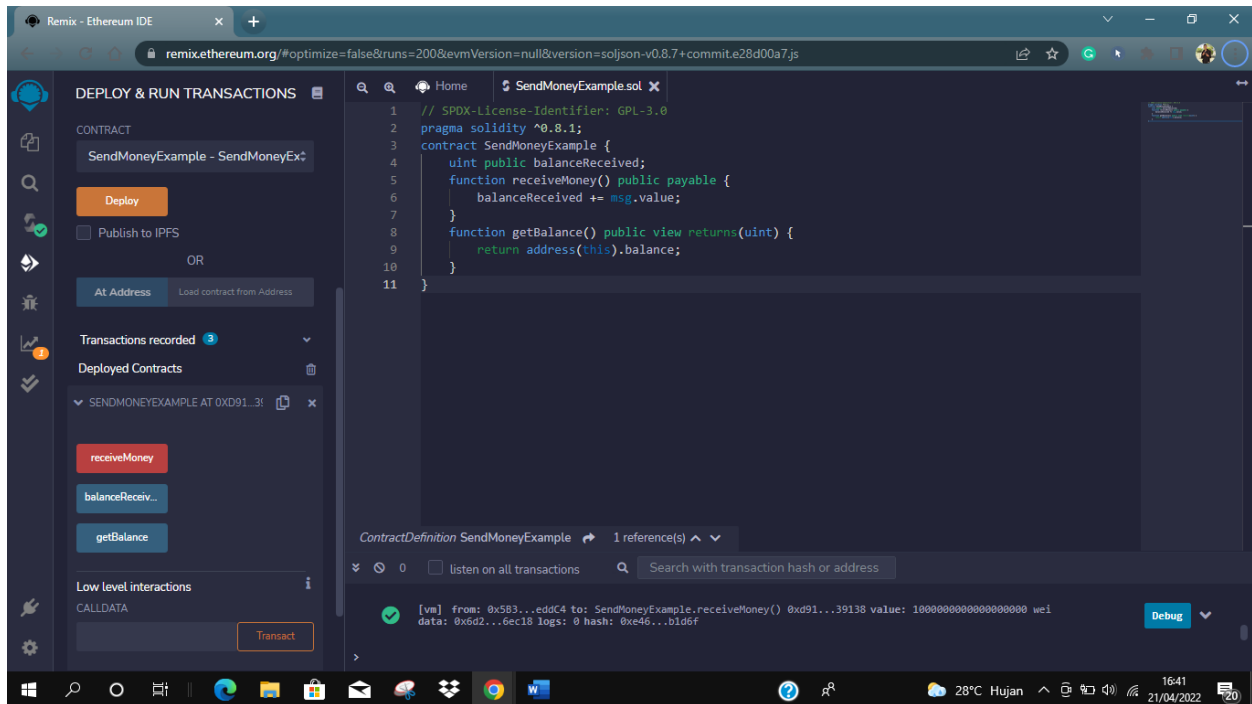 Remix - Ethereum IDE
remix.ethereum.org/#optimize=false&runs=200&evmVersion=null&version=soljson-v0.8.7+commit.e28d00a7.js
DEPLOY & RUN TRANSACTIONS
CONTRACT
SendMoneyExample - SendMoneyEx
Deploy
Publish to IPFS
OR
At Address Load contract from Address
Transactions recorded 3
Deployed Contracts
SENDMONEYEXAMPLE AT 0XD91...39
receiveMoney
balanceReceiv...
getBalance
Low level interactions i
CALLDATA
Transact
1
Home SendMoneyExample.sol
1 // SPDX-License-Identifier: GPL-3.0
2 pragma solidity ^0.8.1;
3 contract SendMoneyExample {
4 uint public balanceReceived;
5 function receiveMoney() public payable {
6 balanceReceived += msg.value;
7 }
8 function getBalance() public view returns(uint) {
9 return address(this).balance;
10 }
11 }
ContractDefinition SendMoneyExample 1 reference(s)
0 listen on all transactions Search with transaction hash or address
[vm] from: 0x5B3...eddC4 to: SendMoneyExample.receiveMoney() 0xd91...39138 value: 1000000000000000000 wei
data: 0x6d2...6ec18 logs: 0 hash: 0xe46...b1d6f
Debug
>
28°C Hujan
16:41
21/04/2022
20